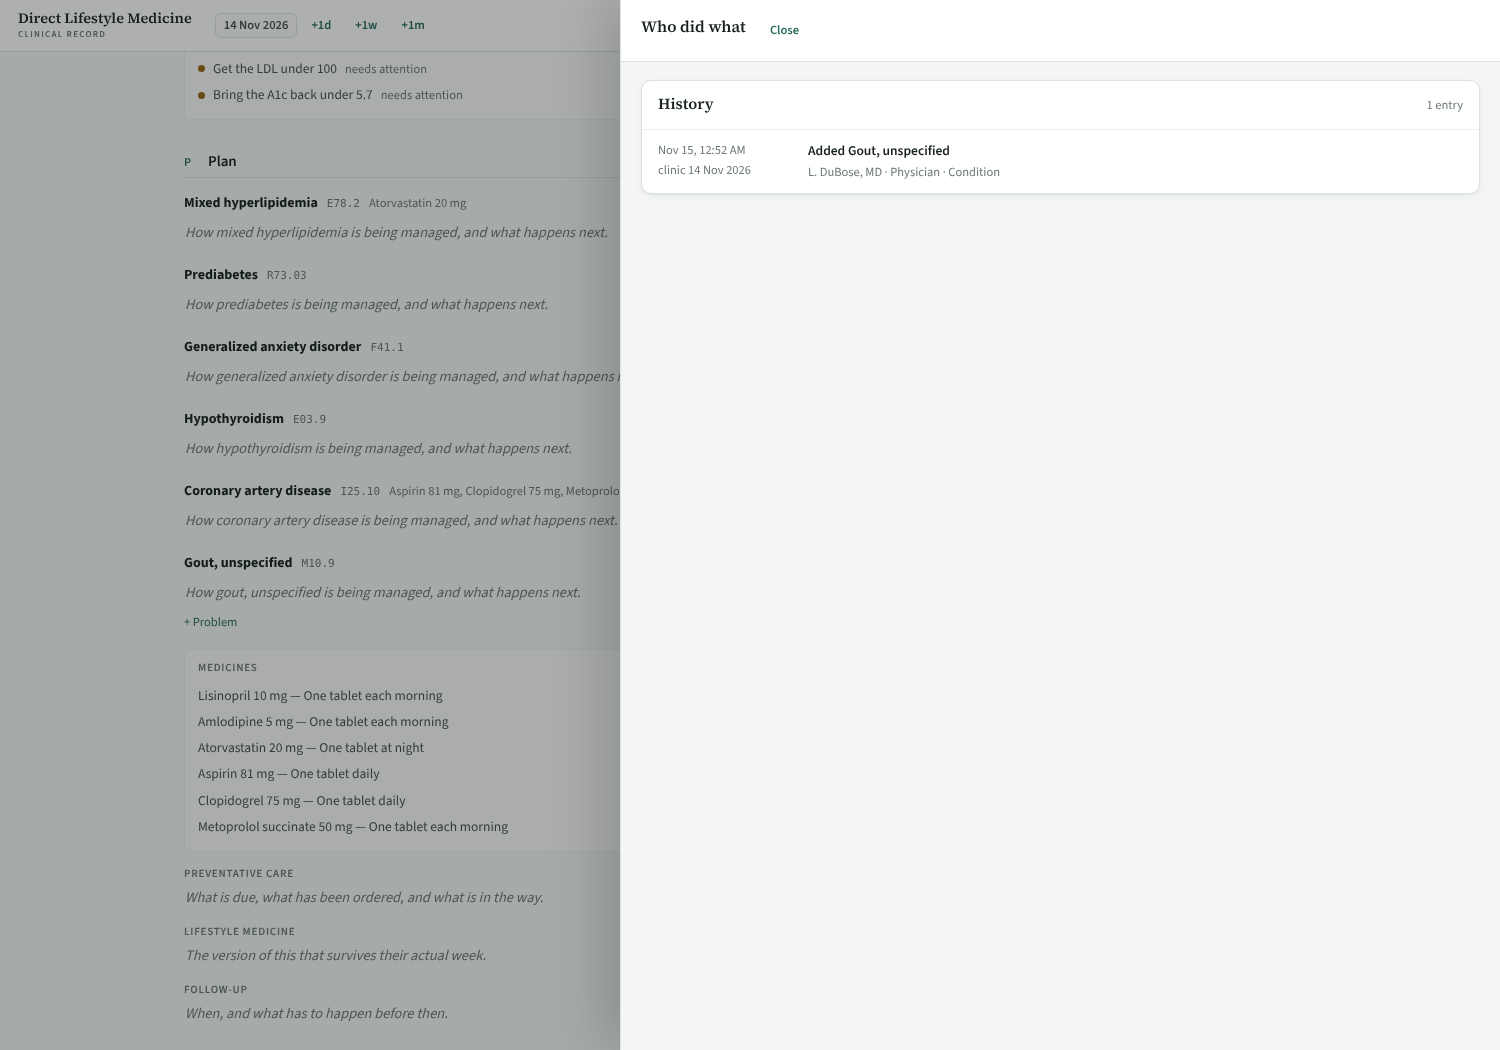 Direct Lifestyle Medicine
CLINICAL RECORD
14 Nov 2026
+1d
+1w
+1m
Get the LDL under 100 needs attention
Bring the A1c back under 5.7 needs attention
P Plan
Mixed hyperlipidemia E78.2 Atorvastatin 20 mg
How mixed hyperlipidemia is being managed, and what happens next.
Prediabetes R73.03
How prediabetes is being managed, and what happens next.
Generalized anxiety disorder F41.1
How generalized anxiety disorder is being managed, and what happens
Hypothyroidism E03.9
How hypothyroidism is being managed, and what happens next.
Coronary artery disease I25.10 Aspirin 81 mg, Clopidogrel 75 mg, Metoprolo
How coronary artery disease is being managed, and what happens next.
Gout, unspecified M10.9
How gout, unspecified is being managed, and what happens next.
+ Problem
MEDICINES
Lisinopril 10 mg — One tablet each morning
Amlodipine 5 mg — One tablet each morning
Atorvastatin 20 mg — One tablet at night
Aspirin 81 mg — One tablet daily
Clopidogrel 75 mg — One tablet daily
Metoprolol succinate 50 mg — One tablet each morning
PREVENTATIVE CARE
What is due, what has been ordered, and what is in the way.
LIFESTYLE MEDICINE
The version of this that survives their actual week.
FOLLOW-UP
When, and what has to happen before then.
Who did what
Close
History
1 entry
Nov 15, 12:52 AM
clinic 14 Nov 2026
Added Gout, unspecified
L. DuBose, MD · Physician · Condition